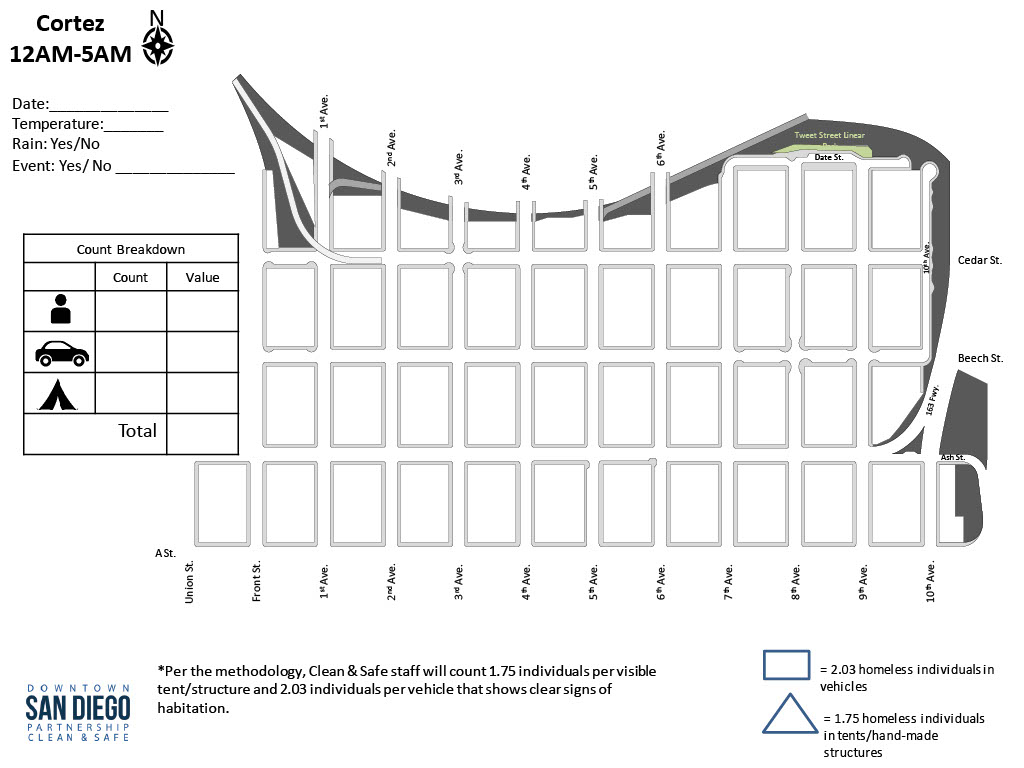 Cortez
12AM-5AM
N
Date:______________
Temperature:_______
Rain: Yes/No
Event: Yes/ No ______________
1st Ave.
2nd Ave.
3rd Ave.
4th Ave.
5th Ave.
6th Ave.
Tweet Street Linear
Date St.
10th Ave.
Cedar St.
Beech St.
163 Fwy.
Ash St.
Count Breakdown
Count Value
Total
A St.
Union St.
Front St.
1st Ave.
2nd Ave.
3rd Ave.
4th Ave.
5th Ave.
6th Ave.
7th Ave.
8th Ave.
9th Ave.
10th Ave.
*Per the methodology, Clean & Safe staff will count 1.75 individuals per visible
tent/structure and 2.03 individuals per vehicle that shows clear signs of
habitation.
= 2.03 homeless individuals in
vehicles
= 1.75 homeless individuals
in tents/hand-made
structures
DOWNTOWN
SAN DIEGO
PARTNERSHIP
CLEAN & SAFE